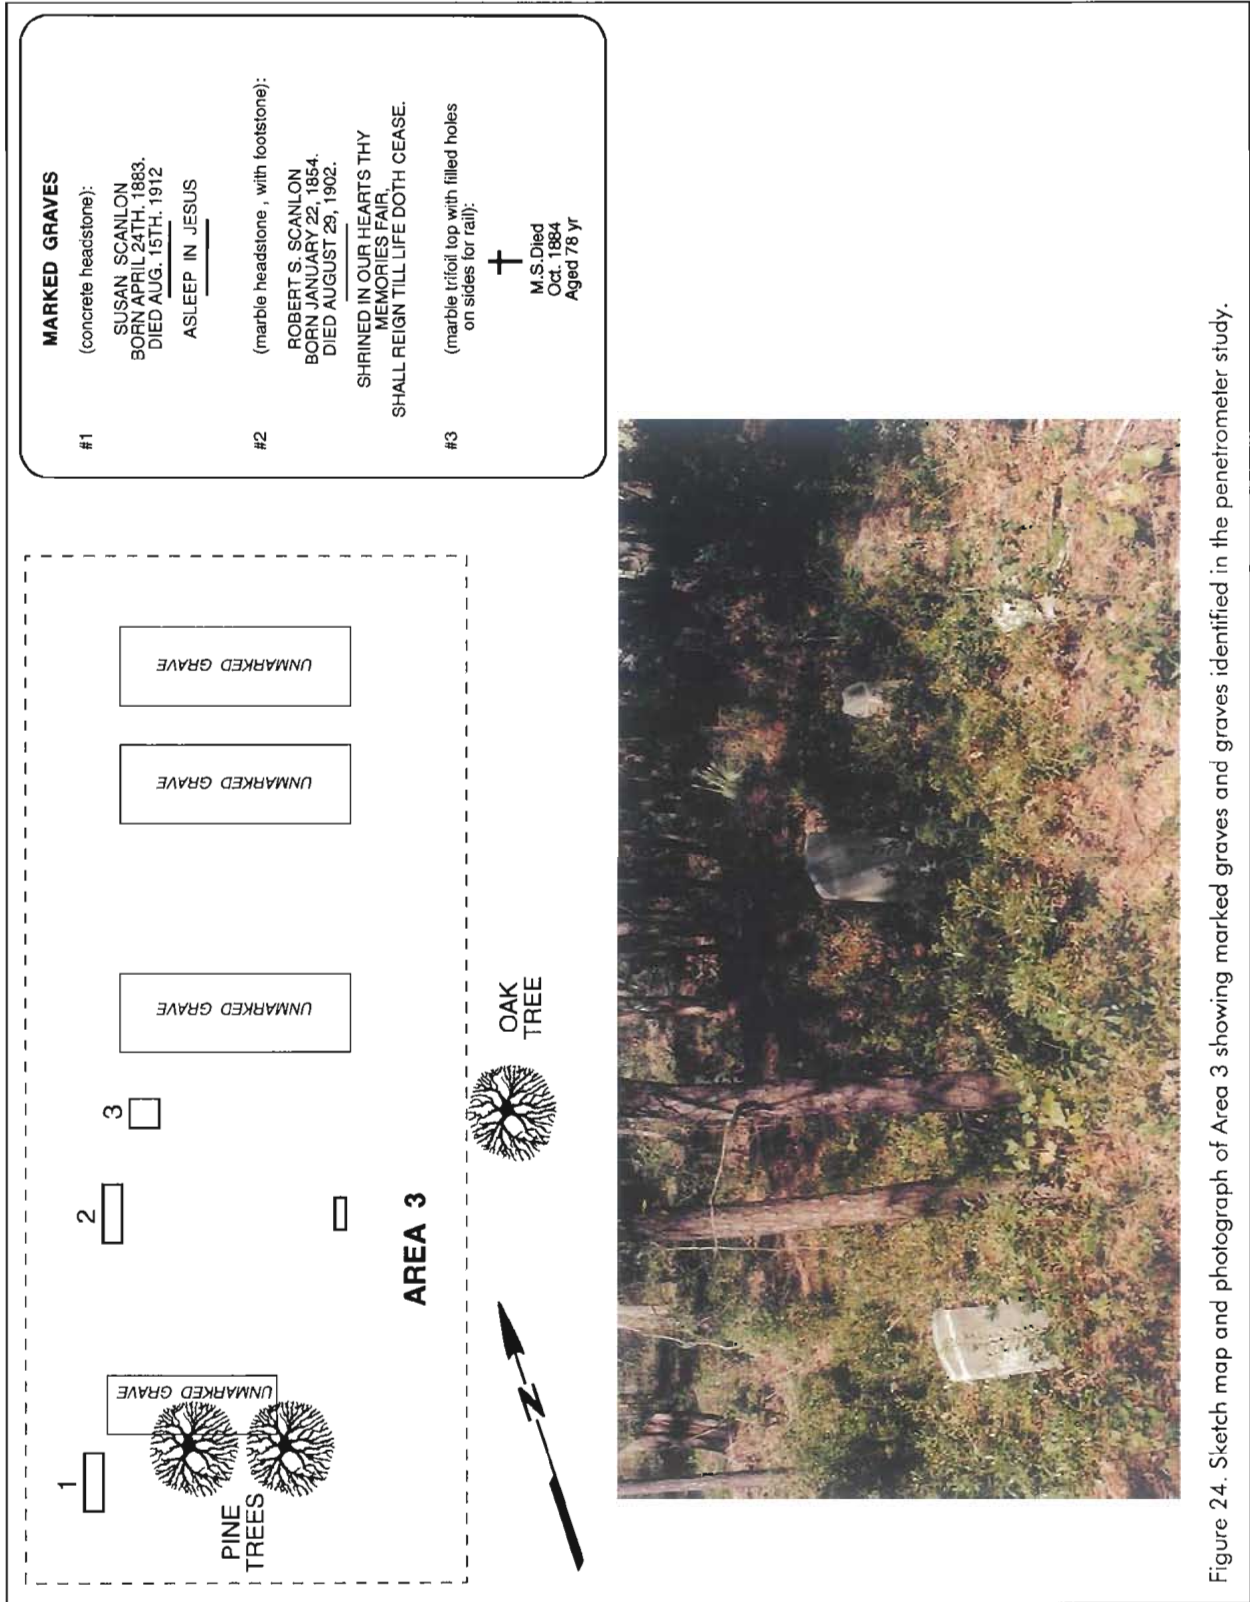 1
2
3
PINE
TREES
UNMARKED GRAVE
UNMARKED GRAVE
UNMARKED GRAVE
UNMARKED GRAVE
AREA 3
OAK
TREE
N
MARKED GRAVES
#1 (concrete headstone):
SUSAN SCANLON
BORN APRIL 24TH. 1883.
DIED AUG. 15TH. 1912
ASLEEP IN JESUS
#2 (marble headstone , with footstone):
ROBERT S. SCANLON
BORN JANUARY 22, 1854.
DIED AUGUST 29, 1902.
SHRINED IN OUR HEARTS THY
MEMORIES FAIR,
SHALL REIGN TILL LIFE DOTH CEASE.
#3 (marble trifoil top with filled holes
on sides for rail):
M.S.Died
Oct. 1884
Aged 78 yr
Figure 24. Sketch map and photograph of Area 3 showing marked graves and graves identified in the penetrometer study.